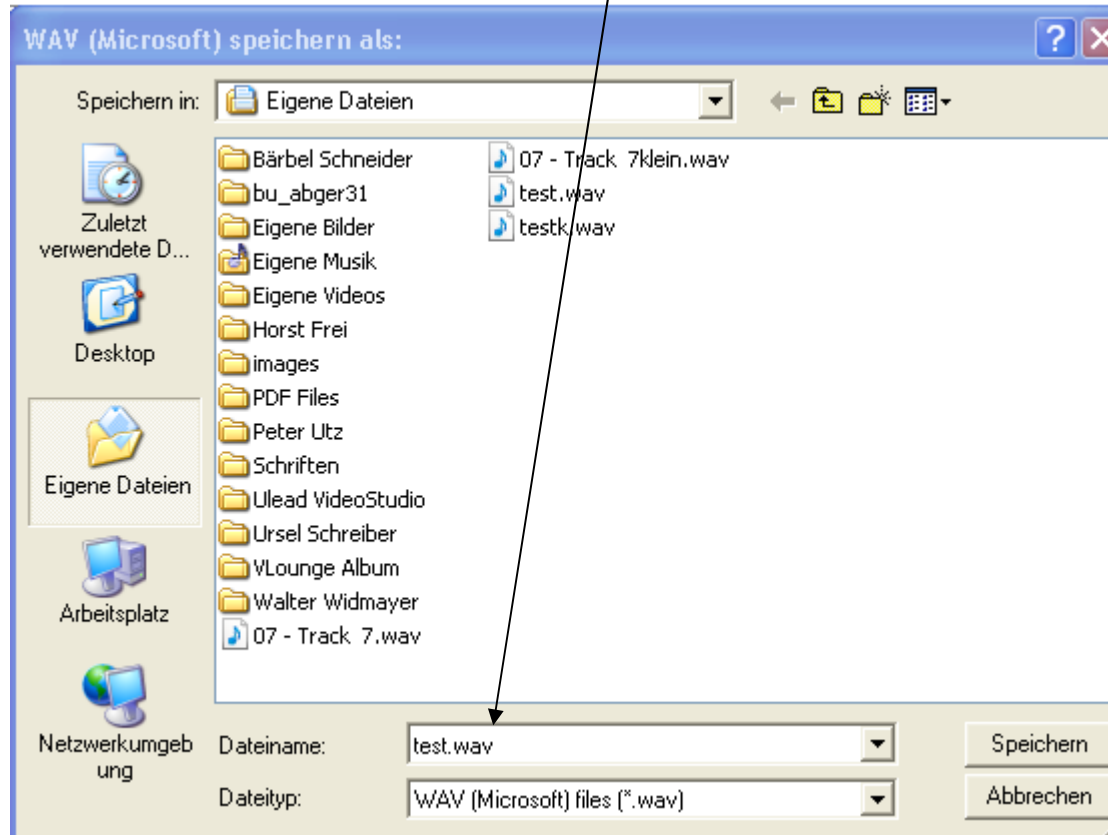 WAV (Microsoft) speichern als:
Speichern in:
Eigene Dateien
Zuletzt
verwendete D...
Desktop
Eigene Dateien
Arbeitsplatz
Netzwerkumgeb
ung
Bärbel Schneider
bu_abger31
Eigene Bilder
Eigene Musik
Eigene Videos
Horst Frei
images
PDF Files
Peter Utz
Schriften
Ulead VideoStudio
Ursel Schreiber
VLounge Album
Walter Widmayer
07 - Track 7.wav
07 - Track 7klein.wav
test.wav
testk.wav
Dateiname:
test.wav
Speichern
Dateityp:
WAV (Microsoft) files (*.wav)
Abbrechen